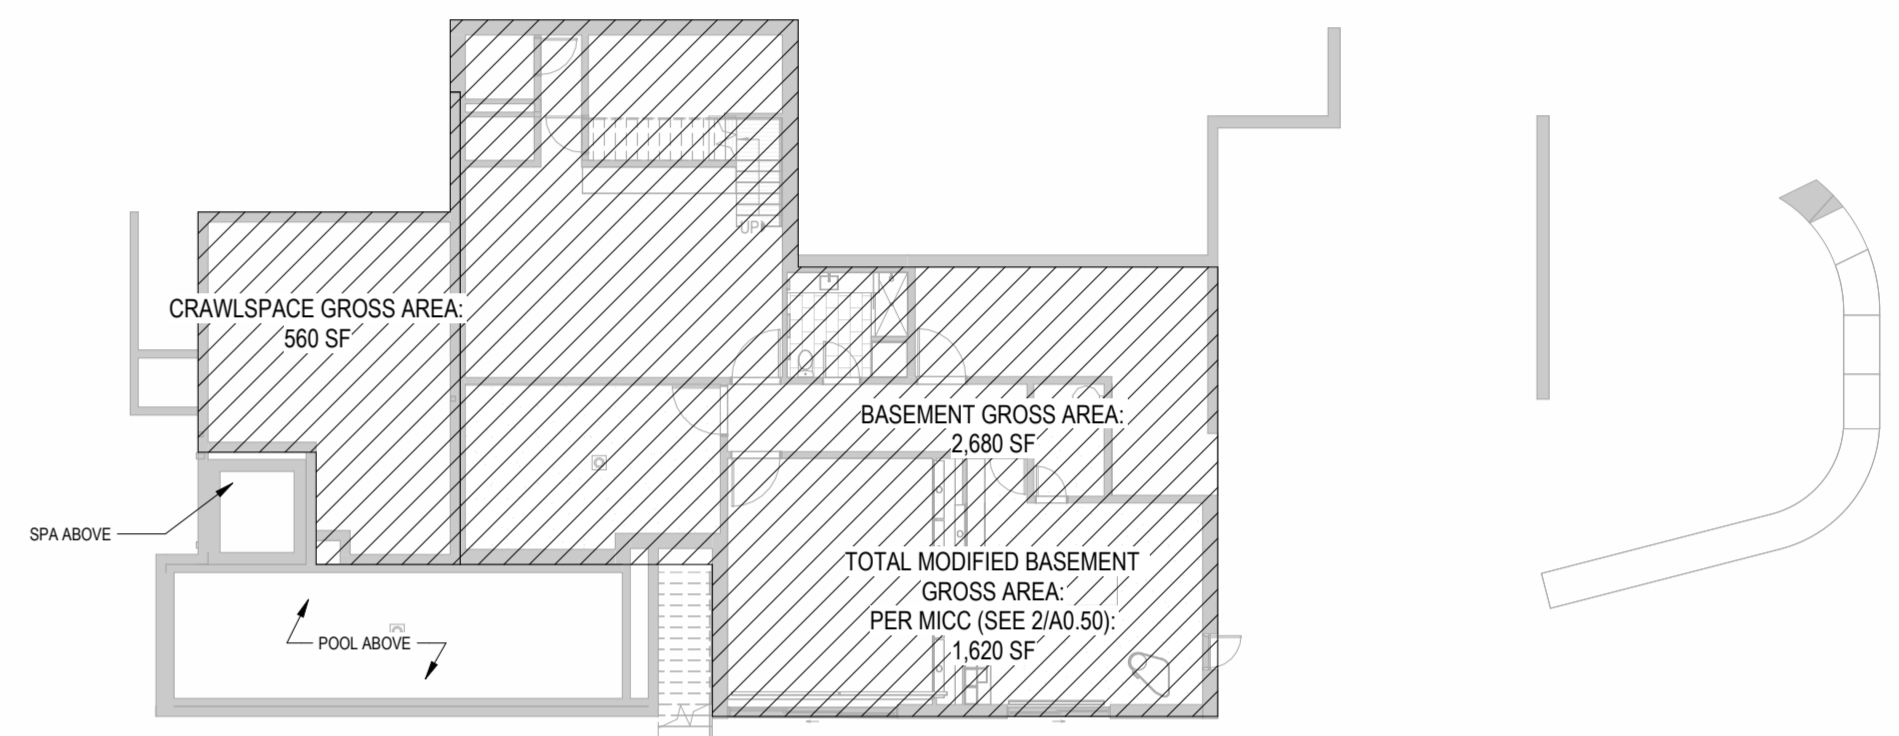 UP
CRAWLSPACE GROSS AREA:
560 SF
BASEMENT GROSS AREA:
2,680 SF
SPA ABOVE
TOTAL MODIFIED BASEMENT
GROSS AREA:
PER MICC (SEE 2/A0.50):
1,620 SF
POOL ABOVE